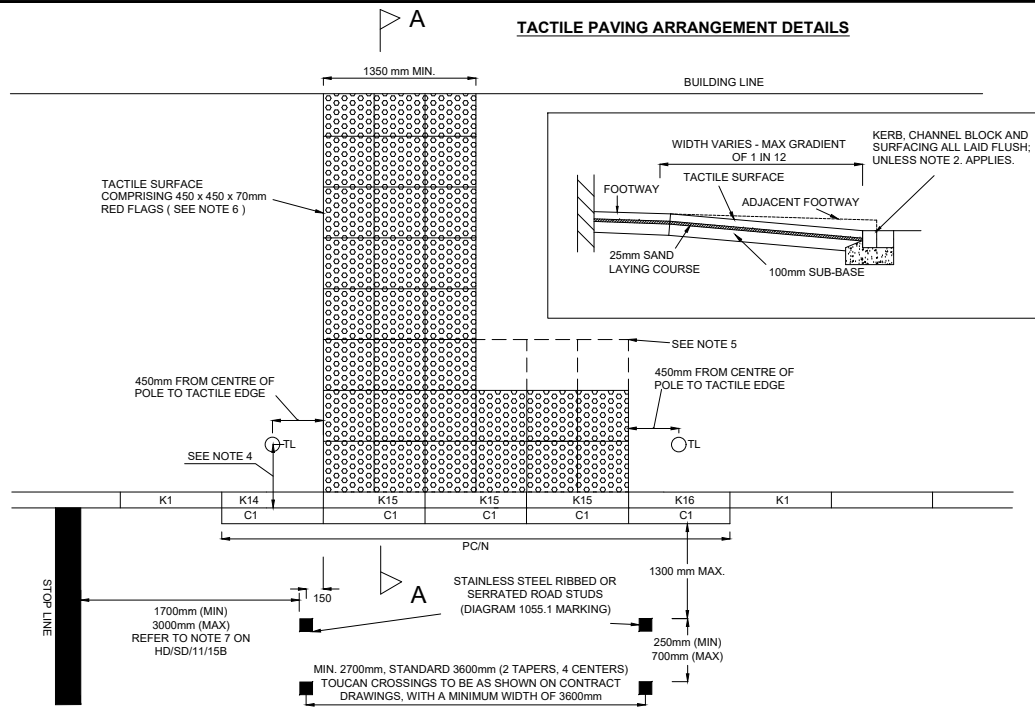 A
TACTILE PAVING ARRANGEMENT DETAILS
1350 mm MIN.
BUILDING LINE
WIDTH VARIES - MAX GRADIENT
OF 1 IN 12
KERB, CHANNEL BLOCK AND
SURFACING ALL LAID FLUSH;
UNLESS NOTE 2. APPLIES.
TACTILE SURFACE
FOOTWAY
ADJACENT FOOTWAY
25mm SAND
LAYING COURSE
100mm SUB-BASE
TACTILE SURFACE
COMPRISING 450 x 450 x 70mm
RED FLAGS ( SEE NOTE 6 )
SEE NOTE 5
450mm FROM CENTRE OF
POLE TO TACTILE EDGE
450mm FROM CENTRE OF
POLE TO TACTILE EDGE
TL
TL
SEE NOTE 4
K1 K14 K15 K15 K15 K16 K1
C1 C1 C1 C1 C1
PC/N
1300 mm MAX.
A
150
STAINLESS STEEL RIBBED OR
SERRATED ROAD STUDS
(DIAGRAM 1055.1 MARKING)
STOP LINE
1700mm (MIN)
3000mm (MAX)
REFER TO NOTE 7 ON
HD/SD/11/15B
250mm (MIN)
700mm (MAX)
MIN. 2700mm, STANDARD 3600mm (2 TAPERS, 4 CENTERS)
TOUCAN CROSSINGS TO BE AS SHOWN ON CONTRACT
DRAWINGS, WITH A MINIMUM WIDTH OF 3600mm